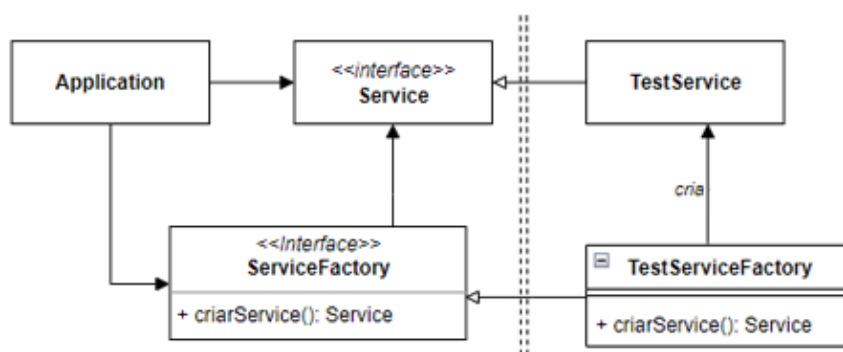 Application
<<interface>>
Service
TestService
cria
<<Interface>>
ServiceFactory
+ criarService(): Service
TestServiceFactory
+ criarService(): Service